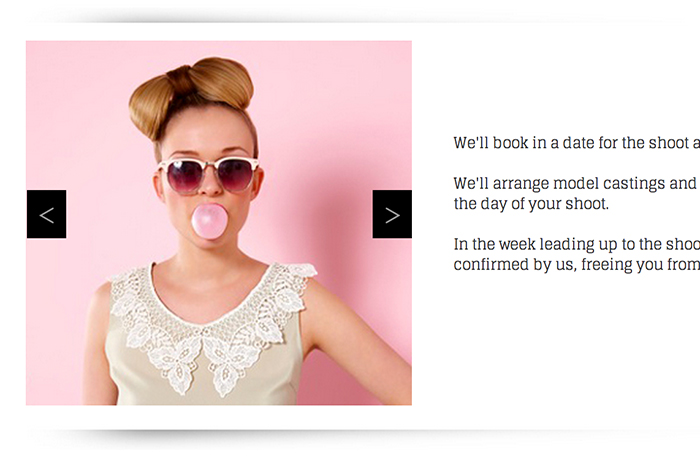 We'll book in a date for the shoot a
We'll arrange model castings and
the day of your shoot.
In the week leading up to the shoo
confirmed by us, freeing you from